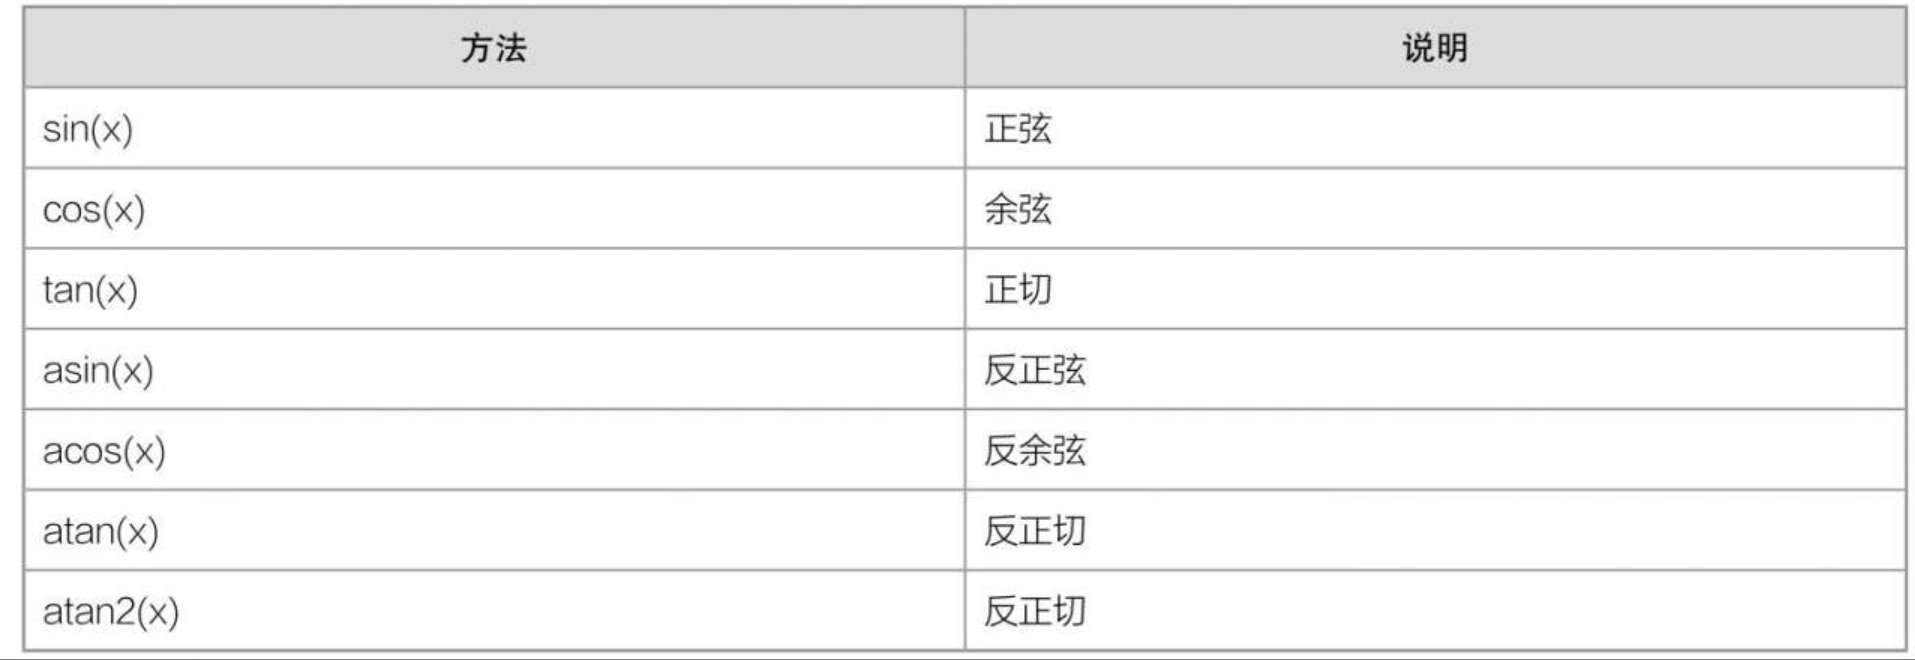 方法 说明
sin(x) 正弦
cos(x) 余弦
tan(x) 正切
asin(x) 反正弦
acos(x) 反余弦
atan(x) 反正切
atan2(x) 反正切